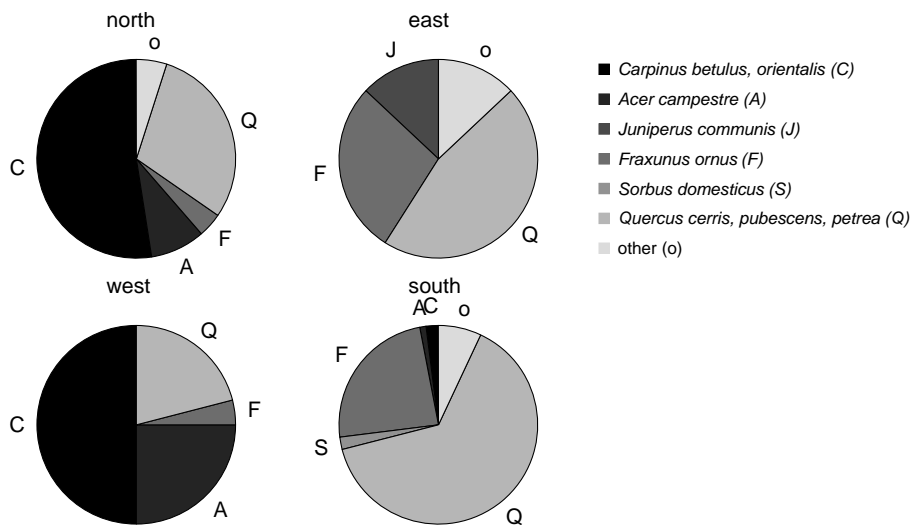 north
o
Q
F
A
C
east
o
Q
F
J
west
Q
F
A
C
south
o
Q
S
F
A
C
Carpinus betulus, orientalis (C)
Acer campestre (A)
Juniperus communis (J)
Fraxunus ornus (F)
Sorbus domesticus (S)
Quercus cerris, pubescens, petrea (Q)
other (o)